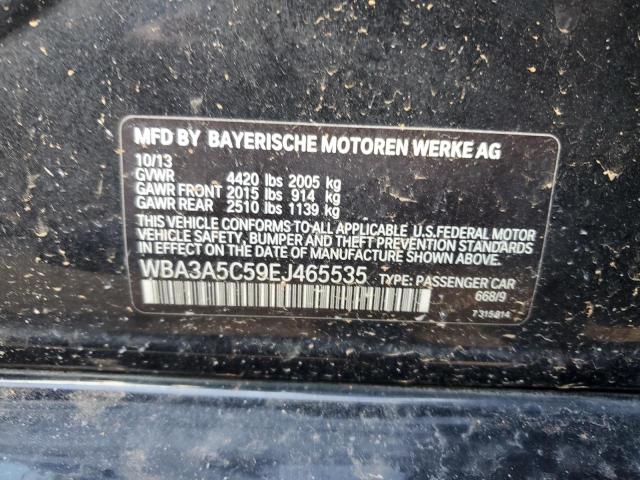 MFD BY BAYERISCHE MOTOREN WERKE AG
10/13
GVWR 4420 lbs 2005 kg
GAWR FRONT 2015 lbs 914 kg
GAWR REAR 2510 lbs 1139 kg
THIS VEHICLE CONFORMS TO ALL APPLICABLE U.S.FEDERAL MOTOR
VEHICLE SAFETY, BUMPER AND THEFT PREVENTION STANDARDS
IN EFFECT ON THE DATE OF MANUFACTURE SHOWN ABOVE.
WBA3A5C59EJ465535 TYPE: PASSENGER CAR
668/9
7315814